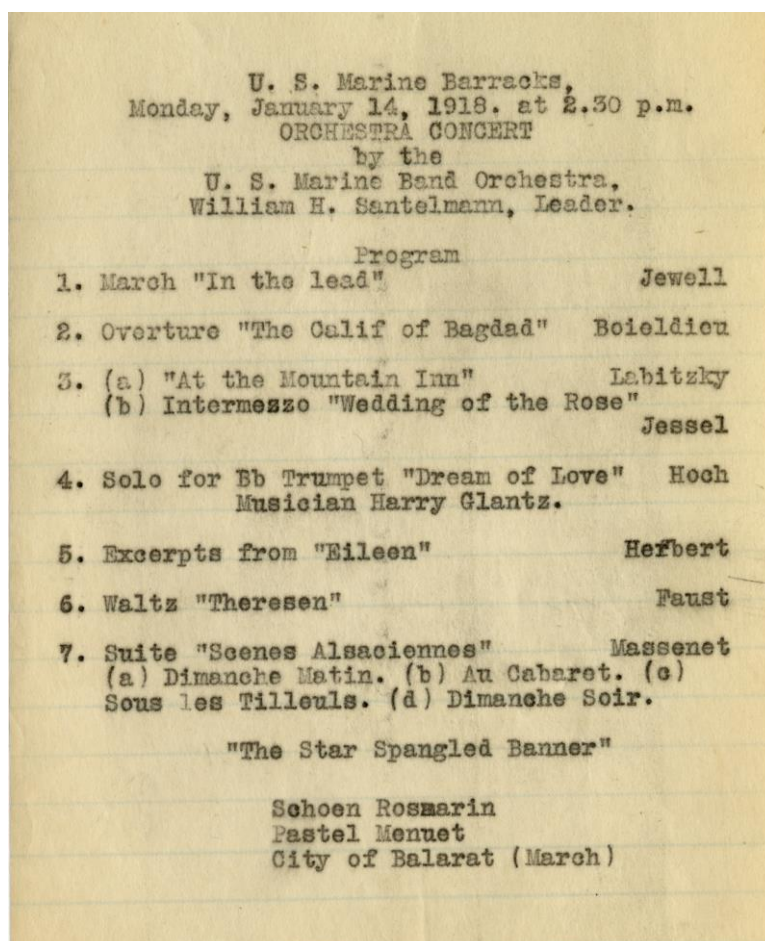 U. S. Marine Barracks,
Monday, January 14, 1918. at 2.30 p.m.
ORCHESTRA CONCERT
by the
U. S. Marine Band Orchestra,
William H. Santelmann, Leader.
Program
1. March "In the lead" Jewell
2. Overture "The Calif of Bagdad" Boieldieu
3. (a) "At the Mountain Inn" Labitzky
(b) Intermezzo "Wedding of the Rose"
Jessel
4. Solo for Bb Trumpet "Dream of Love" Hoch
Musician Harry Glantz.
5. Excerpts from "Eileen" Herbert
6. Waltz "Theresen" Faust
7. Suite "Scenes Alsaciennes" Massenet
(a) Dimanche Matin. (b) Au Cabaret. (c)
Sous les Tilleuls. (d) Dimanche Soir.
"The Star Spangled Banner"
Schoen Rosmarin
Pastel Menuet
City of Balarat (March)